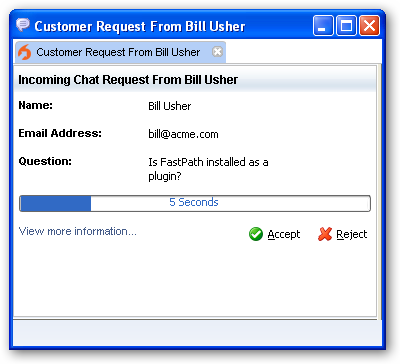 Customer Request From Bill Usher
Customer Request From Bill Usher
Incoming Chat Request From Bill Usher
Name: Bill Usher
Email Address: bill@acme.com
Question: Is FastPath installed as a
plugin?
5 Seconds
View more information... Accept Reject